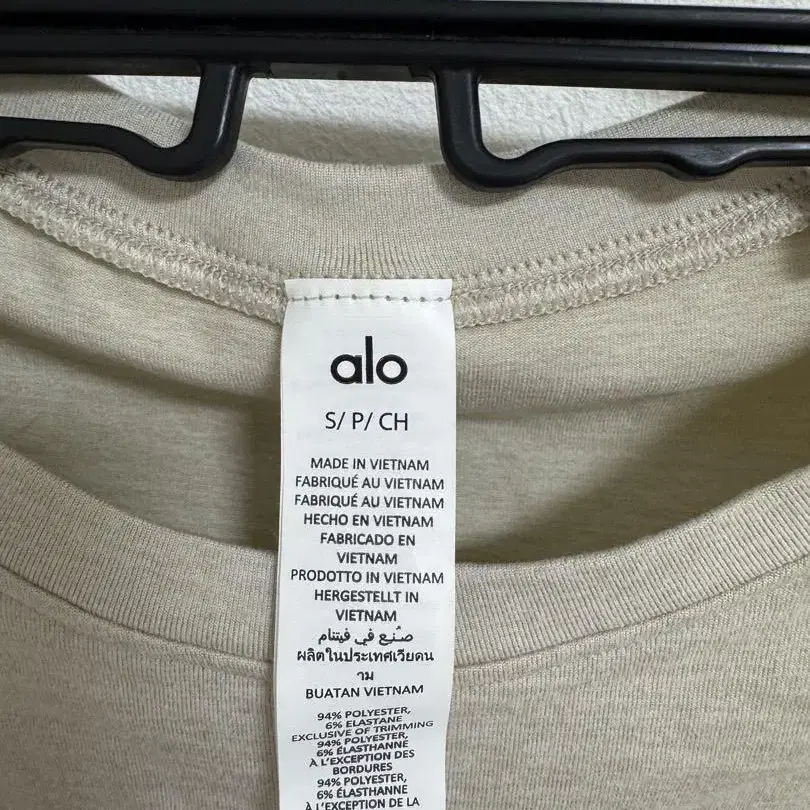 alo
S/ P/ CH
MADE IN VIETNAM
FABRIQUÉ AU VIETNAM
FABRIQUÉ AU VIETNAM
HECHO EN VIETNAM
FABRICADO EN
VIETNAM
PRODOTTO IN VIETNAM
HERGESTELLT IN
VIETNAM
صُنع في فيتنام
ผลิตในประเทศเวียดน
าม
BUATAN VIETNAM
94% POLYESTER,
6% ELASTANE
EXCLUSIVE OF TRIMMING
94% POLYESTER,
6% ÉLASTHANNE
À L'EXCEPTION DES
BORDURES
94% POLYESTER,
6% ÉLASTHANNE
À L'EXCEPTION DE LA